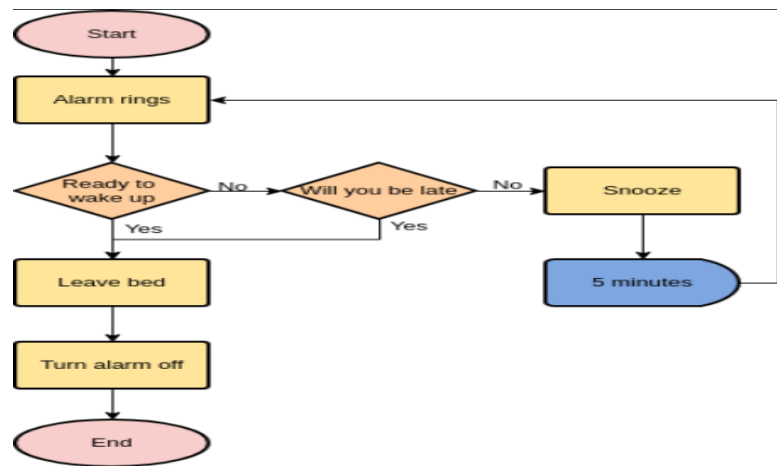 Start
Alarm rings
Ready to
wake up
No
Will you be late
No
Snooze
Yes
Yes
Leave bed
5 minutes
Turn alarm off
End